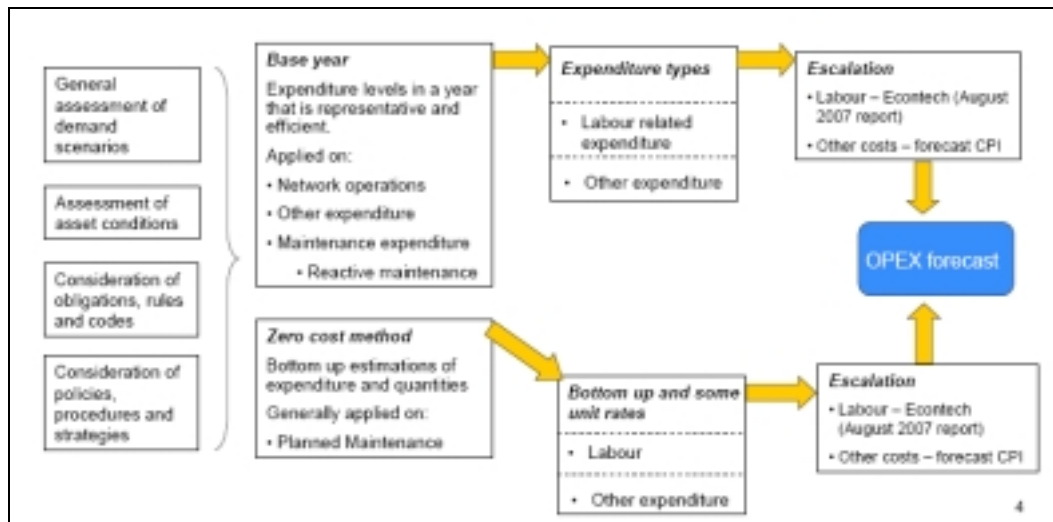 General
assessment of
demand
scenarios
Assessment of
asset conditions
Consideration of
obligations, rules
and codes
Consideration of
policies,
procedures and
strategies
Base year
Expenditure levels in a year
that is representative and
efficient.
Applied on:
• Network operations
• Other expenditure
• Maintenance expenditure
• Reactive maintenance
Zero cost method
Bottom up estimations of
expenditure and quantities
Generally applied on:
• Planned Maintenance
Expenditure types
• Labour related
expenditure
• Other expenditure
Bottom up and some
unit rates
• Labour
• Other expenditure
Escalation
• Labour – Econtech (August
2007 report)
• Other costs – forecast CPI
OPEX forecast
Escalation
• Labour – Econtech
(August 2007 report)
• Other costs – forecast CPI
4